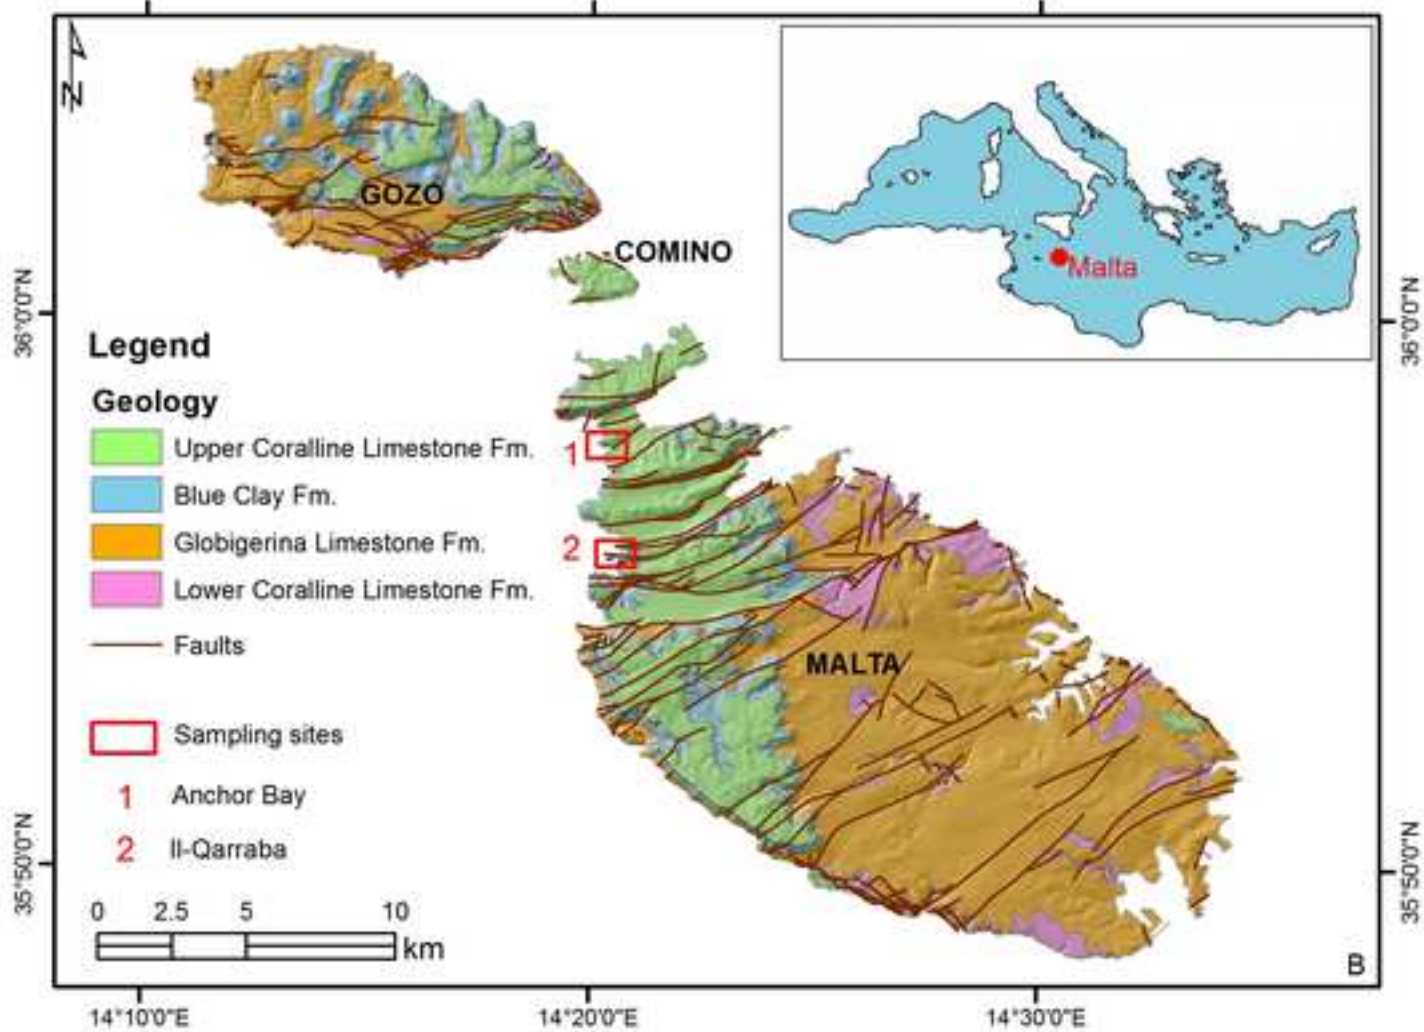 N
GOZO
COMINO
Malta
36°0'0"N
36°0'0"N
Legend
Geology
Upper Coralline Limestone Fm.
Blue Clay Fm.
Globigerina Limestone Fm.
Lower Coralline Limestone Fm.
Faults
Sampling sites
1 Anchor Bay
2 Il-Qarraba
1
2
MALTA
35°50'0"N
35°50'0"N
0 2.5 5 10
km
B
14°10'0"E 14°20'0"E 14°30'0"E